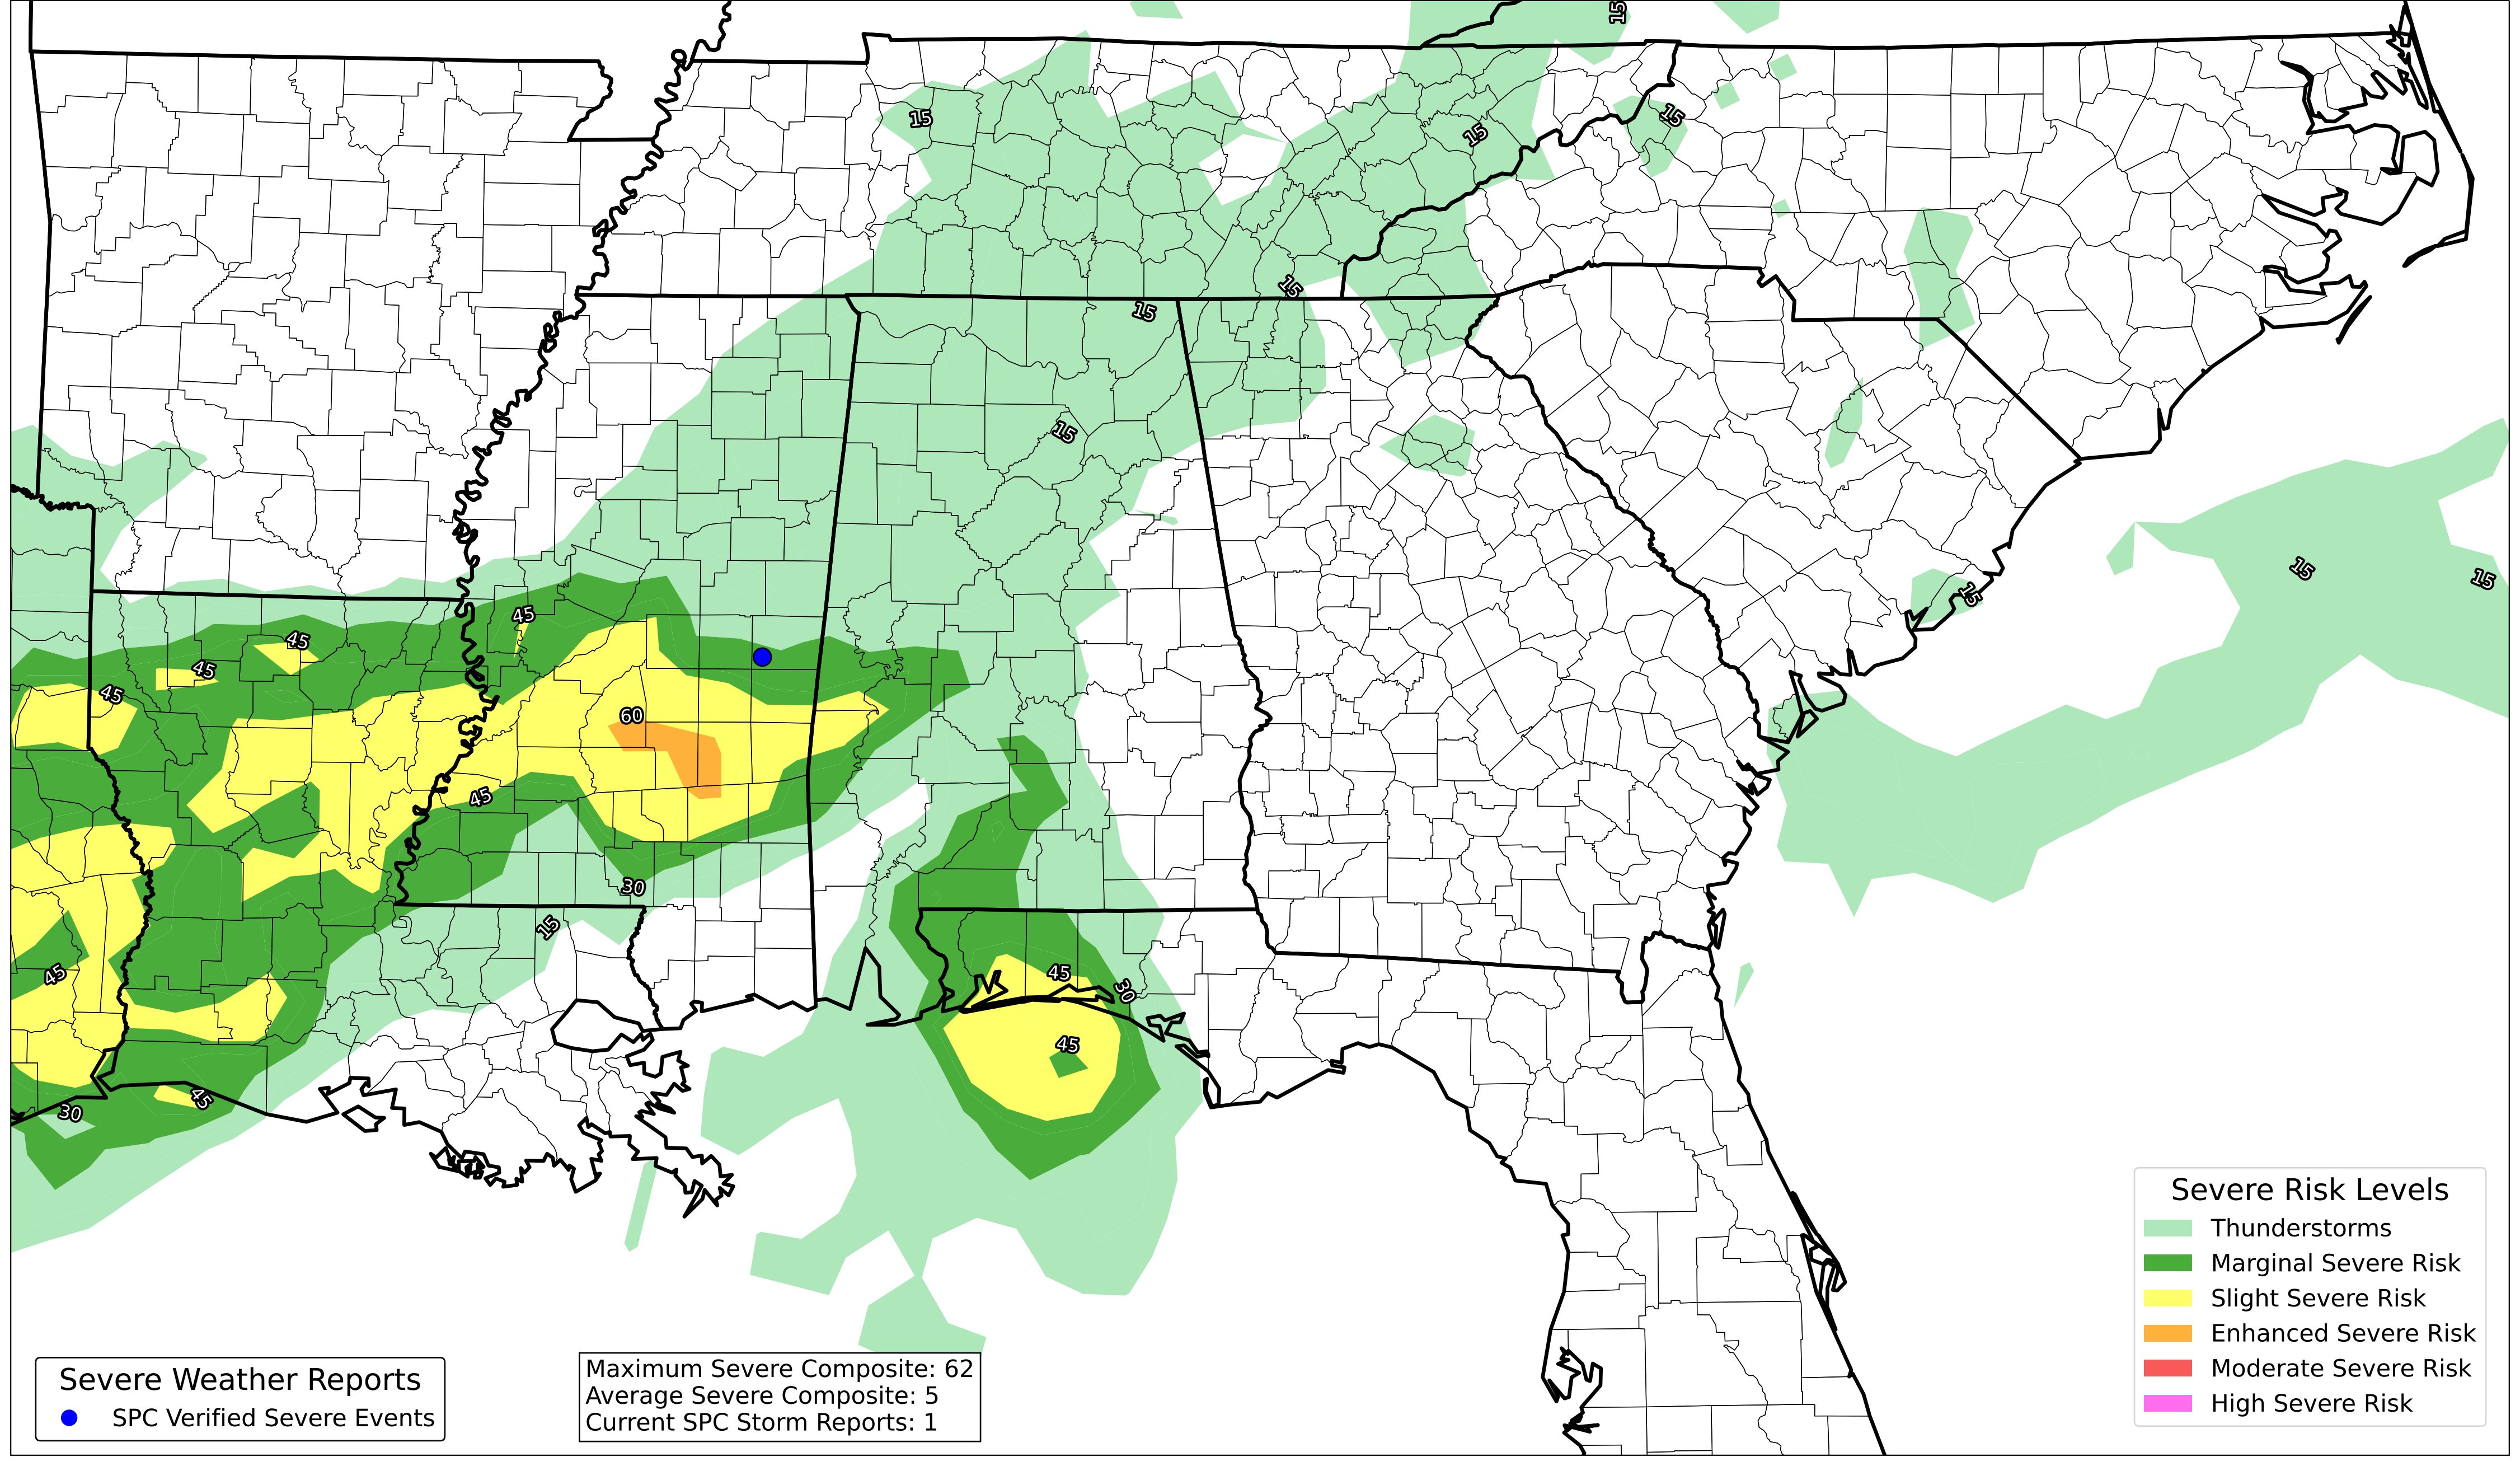 15
15
15
15
15
15
15
45
45
15
15
15
45
45
60
45
30
15
45
45
30
45
45
30
Severe Risk Levels
Thunderstorms
Marginal Severe Risk
Slight Severe Risk
Enhanced Severe Risk
Moderate Severe Risk
High Severe Risk
Severe Weather Reports
SPC Verified Severe Events
Maximum Severe Composite: 62
Average Severe Composite: 5
Current SPC Storm Reports: 1